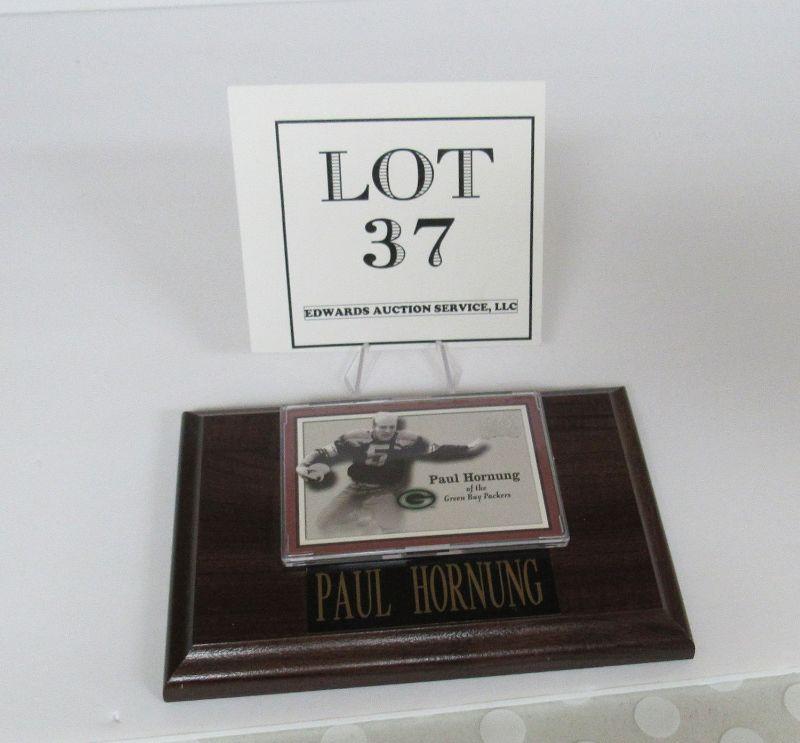 LOT
37
EDWARDS AUCTION SERVICE, LLC
5
Paul Hornung
of the
Green Bay Packers
G
PAUL HORNUNG